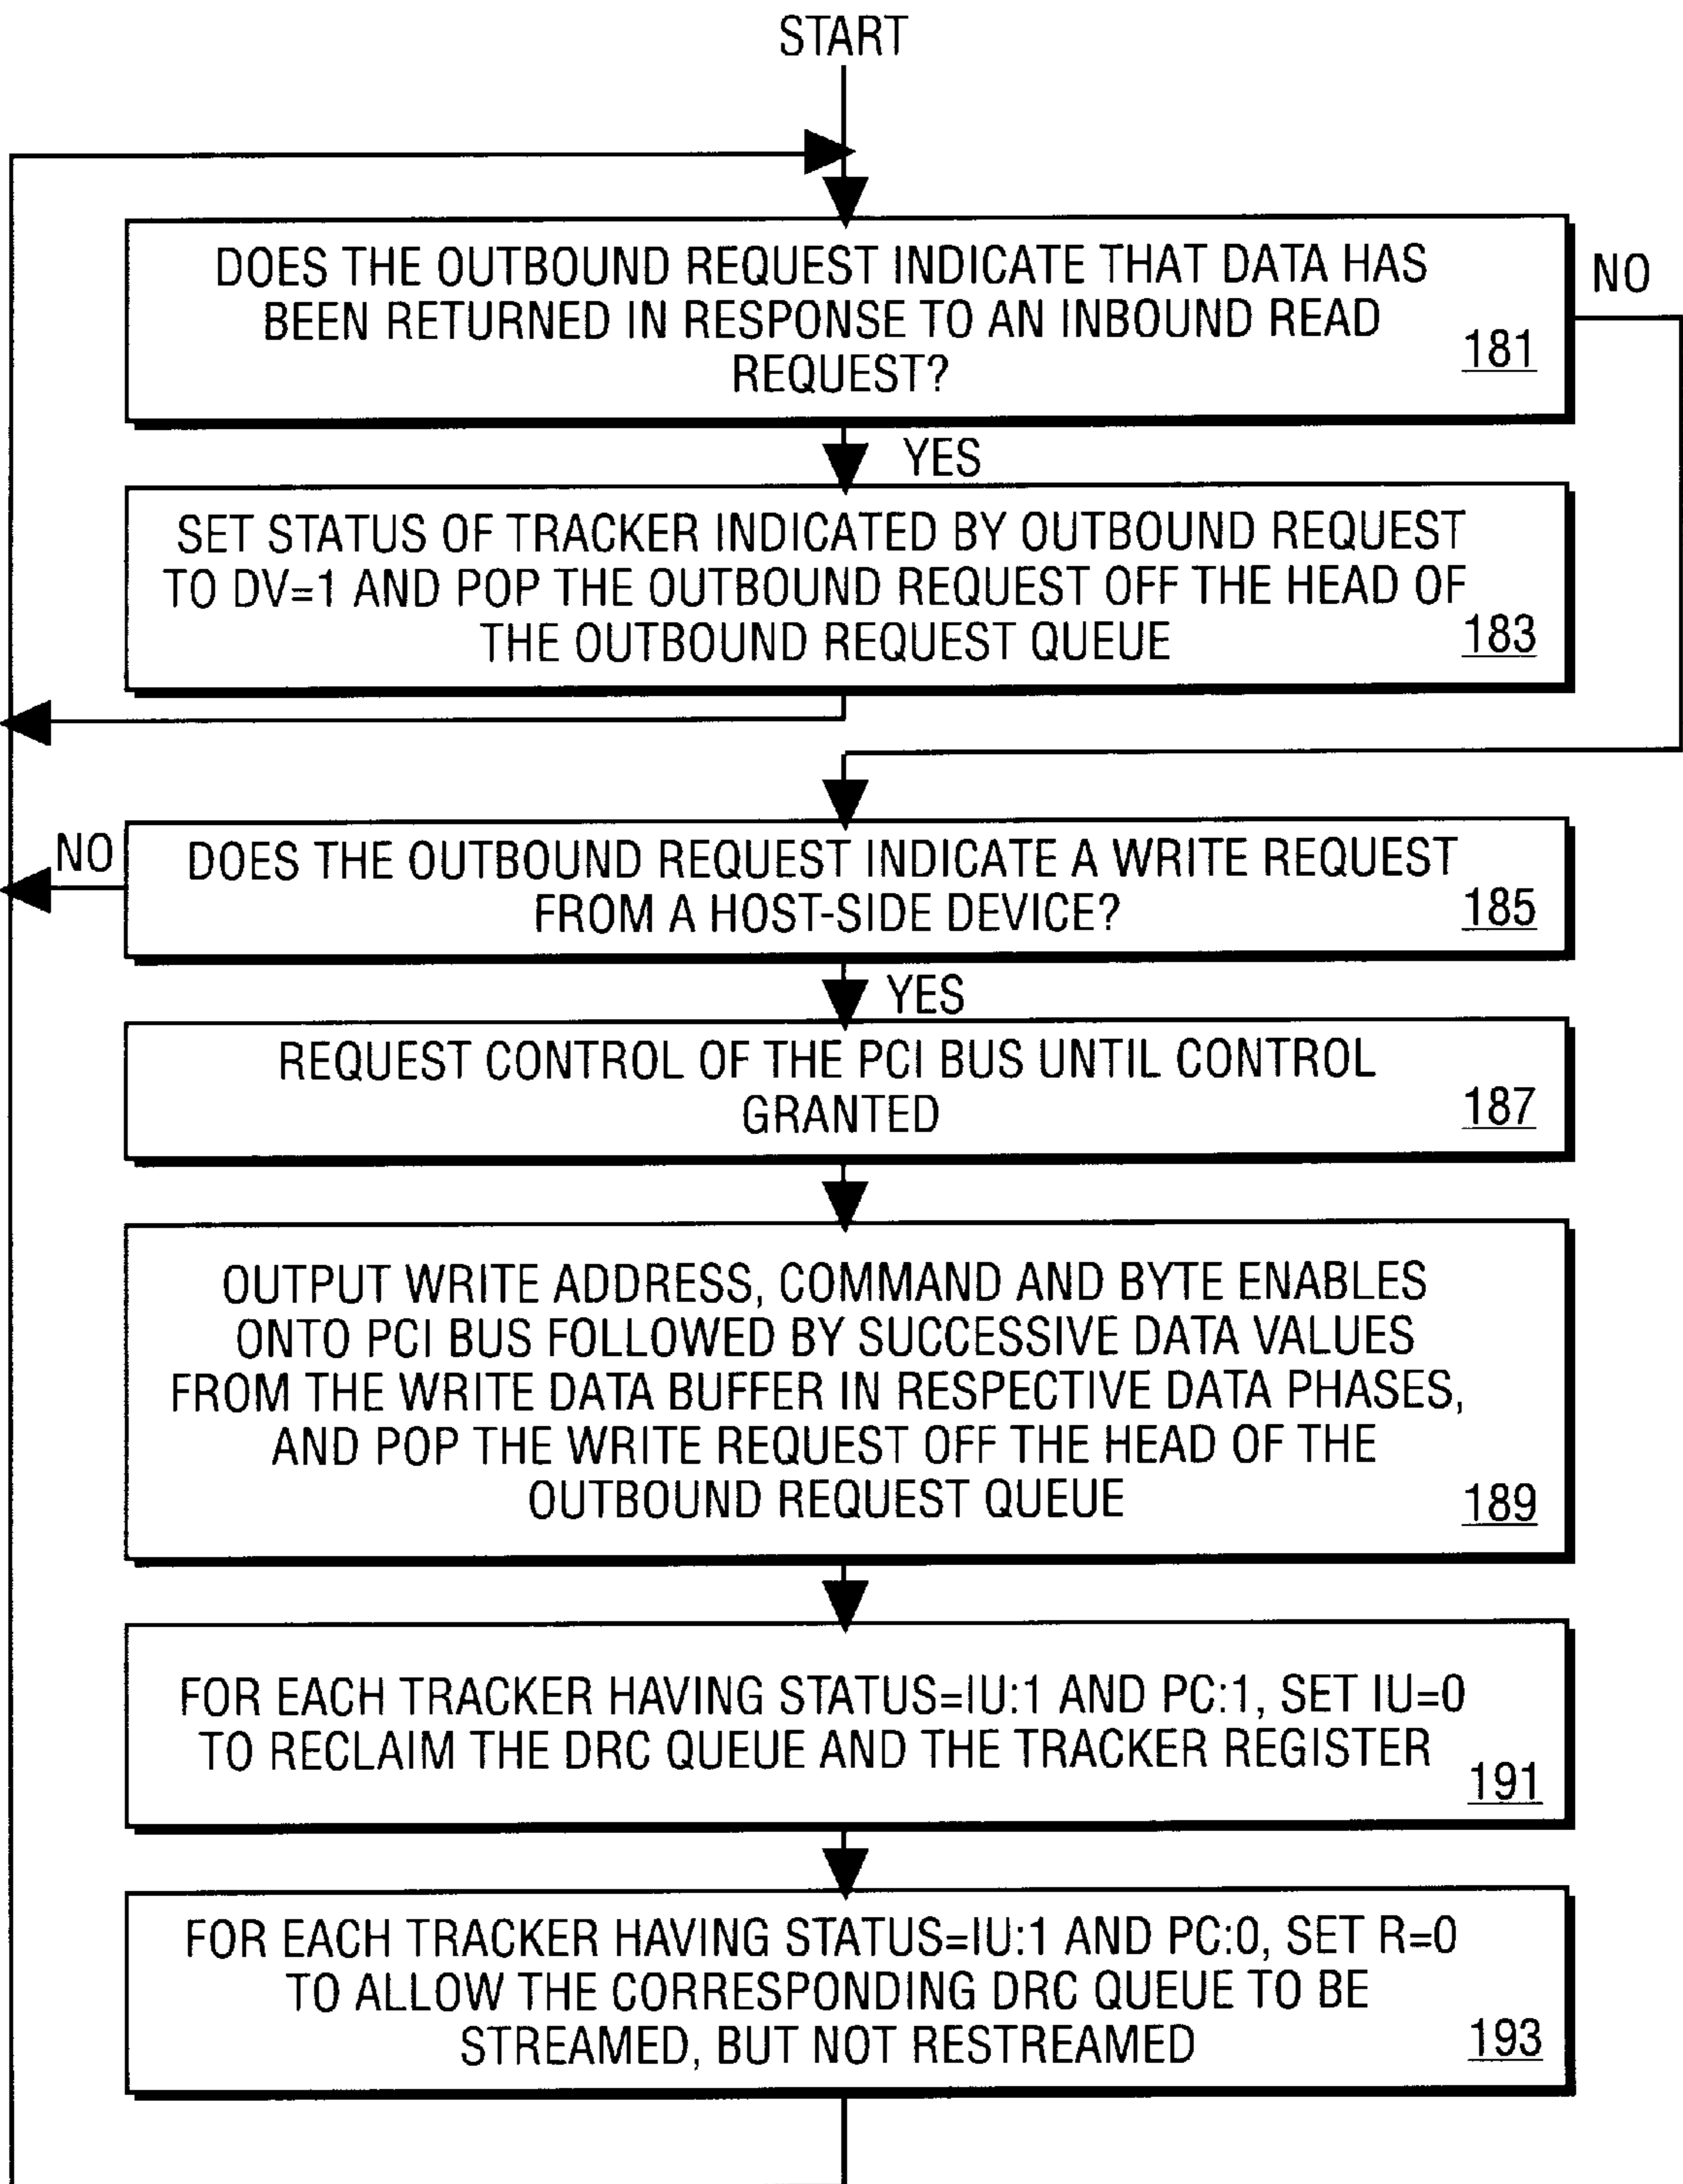 START
DOES THE OUTBOUND REQUEST INDICATE THAT DATA HAS
BEEN RETURNED IN RESPONSE TO AN INBOUND READ
REQUEST?
181
NO
YES
SET STATUS OF TRACKER INDICATED BY OUTBOUND REQUEST
TO DV=1 AND POP THE OUTBOUND REQUEST OFF THE HEAD OF
THE OUTBOUND REQUEST QUEUE
183
NO
DOES THE OUTBOUND REQUEST INDICATE A WRITE REQUEST
FROM A HOST-SIDE DEVICE?
185
YES
REQUEST CONTROL OF THE PCI BUS UNTIL CONTROL
GRANTED
187
OUTPUT WRITE ADDRESS, COMMAND AND BYTE ENABLES
ONTO PCI BUS FOLLOWED BY SUCCESSIVE DATA VALUES
FROM THE WRITE DATA BUFFER IN RESPECTIVE DATA PHASES,
AND POP THE WRITE REQUEST OFF THE HEAD OF THE
OUTBOUND REQUEST QUEUE
189
FOR EACH TRACKER HAVING STATUS=IU:1 AND PC:1, SET IU=0
TO RECLAIM THE DRC QUEUE AND THE TRACKER REGISTER
191
FOR EACH TRACKER HAVING STATUS=IU:1 AND PC:0, SET R=0
TO ALLOW THE CORRESPONDING DRC QUEUE TO BE
STREAMED, BUT NOT RESTREAMED
193